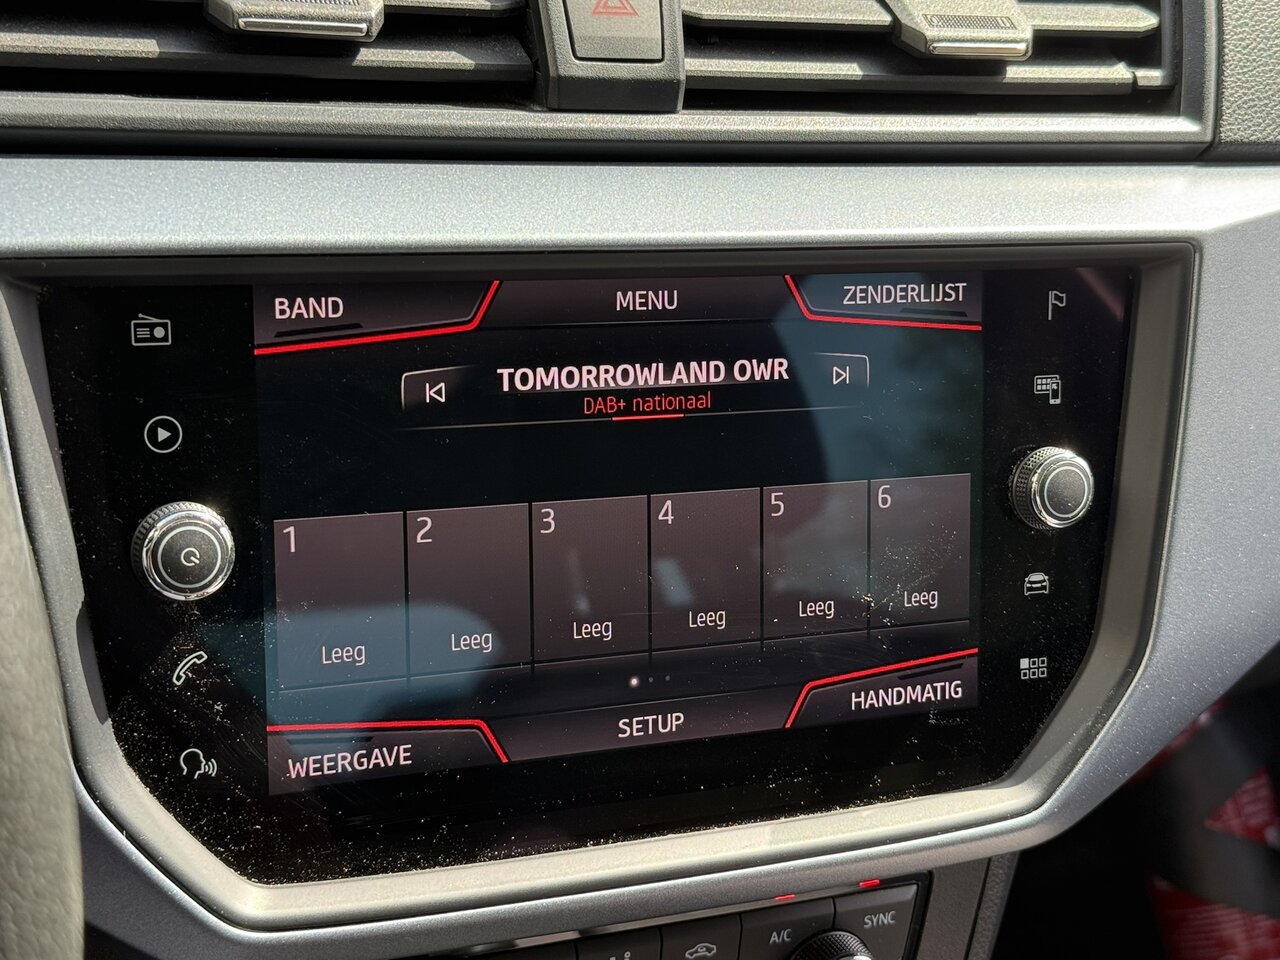 BAND
MENU
ZENDERLIJST
TOMORROWLAND OWR
DAB+ nationaal
1
2
3
4
5
6
Leeg
Leeg
Leeg
Leeg
Leeg
Leeg
WEERGAVE
SETUP
HANDMATIG
A/C
SYNC